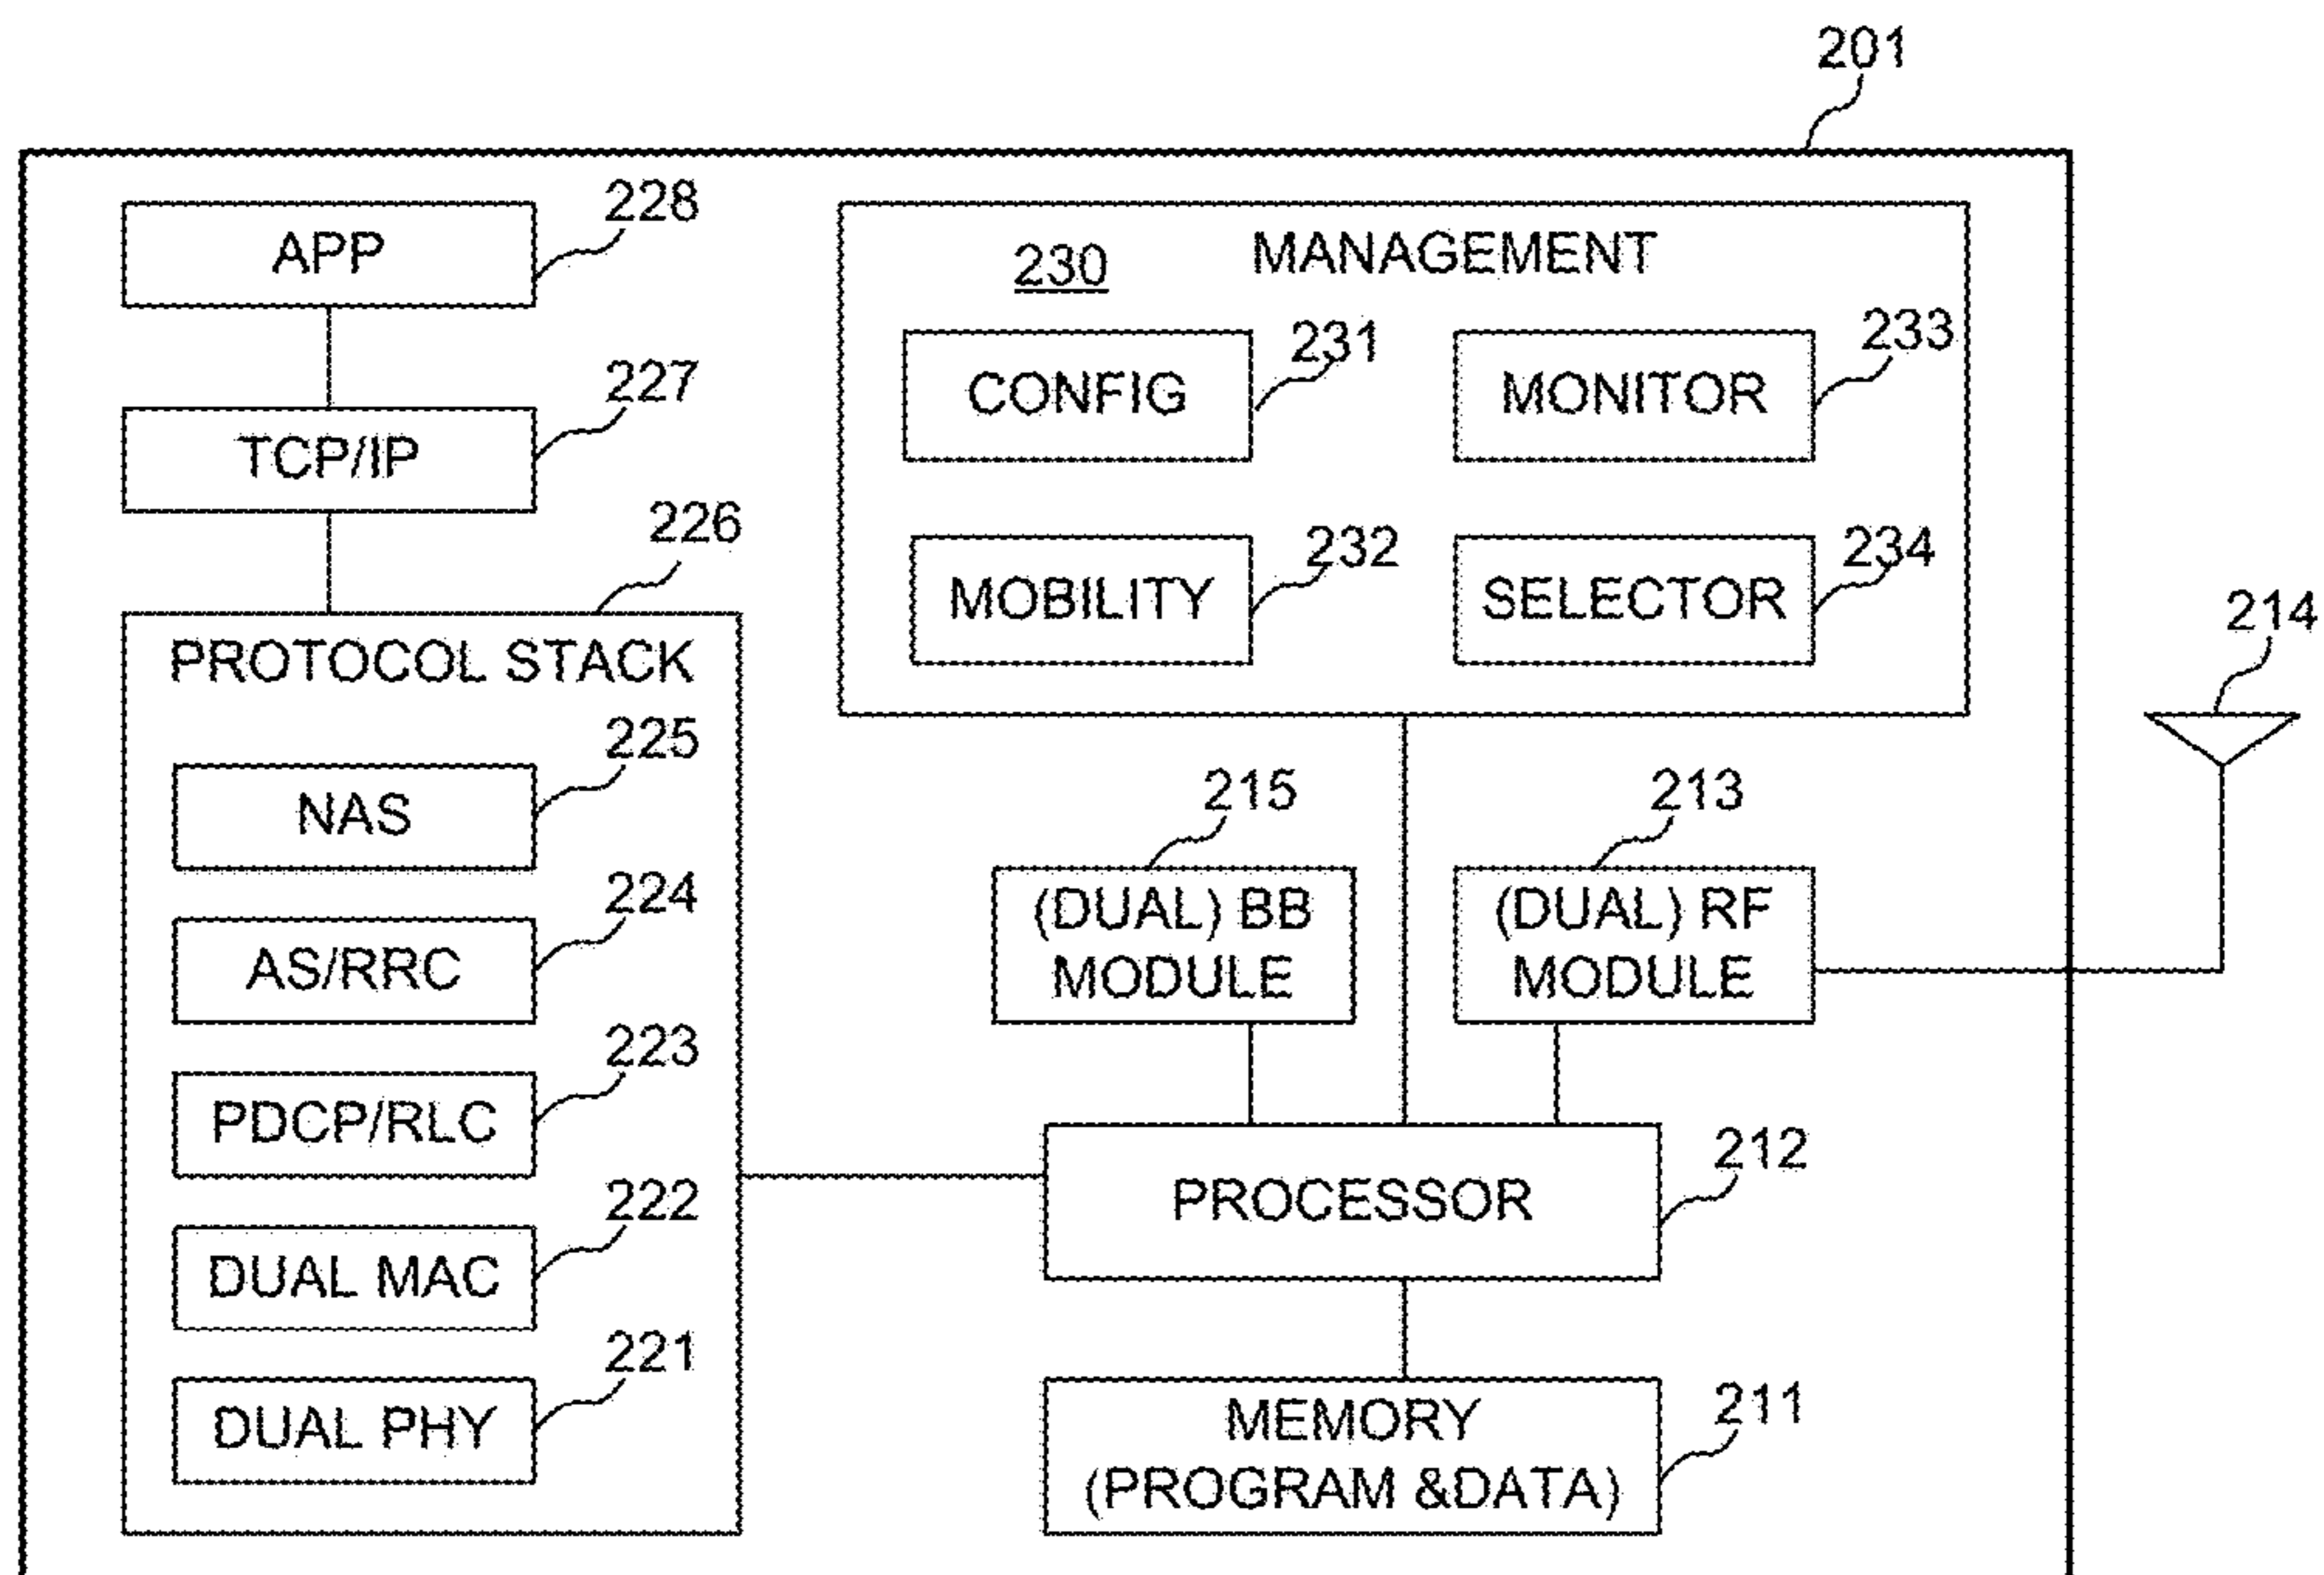 201
APP
228
TCP/IP
227
226
PROTOCOL STACK
NAS
225
AS/RRC
224
PDCP/RLC
223
DUAL MAC
222
DUAL PHY
221
230
MANAGEMENT
CONFIG
231
MONITOR
233
MOBILITY
232
SELECTOR
234
214
215
(DUAL) BB
MODULE
213
(DUAL) RF
MODULE
PROCESSOR
212
MEMORY
(PROGRAM &DATA)
211